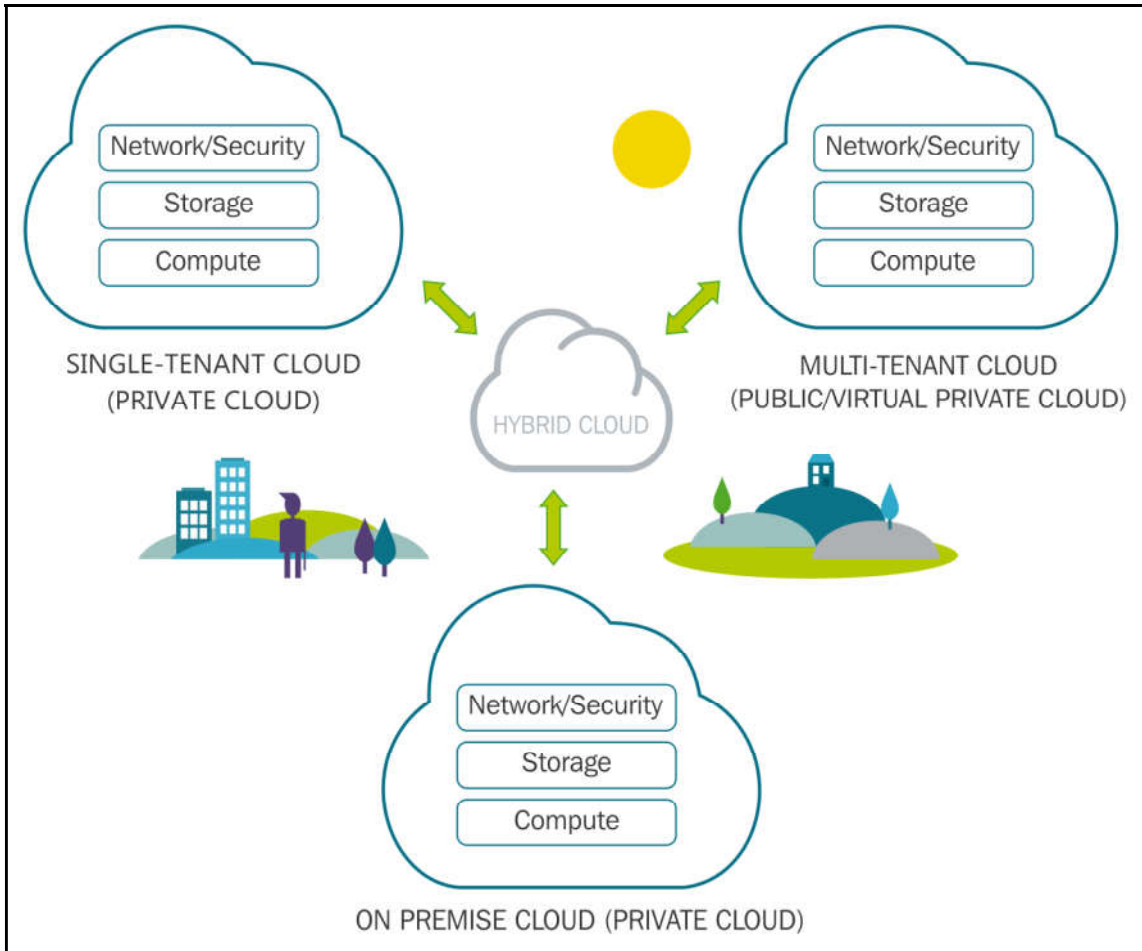 Network/Security
Storage
Compute
SINGLE-TENANT CLOUD
(PRIVATE CLOUD)
Network/Security
Storage
Compute
MULTI-TENANT CLOUD
(PUBLIC/VIRTUAL PRIVATE CLOUD)
HYBRID CLOUD
Network/Security
Storage
Compute
ON PREMISE CLOUD (PRIVATE CLOUD)